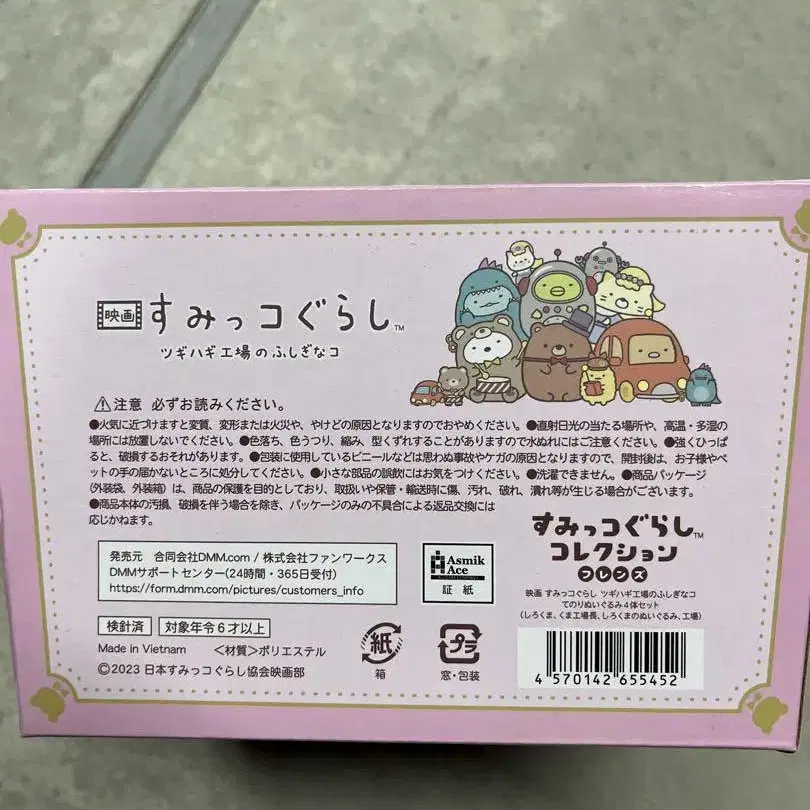 映画 すみっコぐらし™
ツギハギ工場のふしぎなコ
⚠注意 必ずお読みください。
●火気に近づけますと変質、変形または火災や、やけどの原因となりますのでおやめください。●直射日光の当たる場所や、高温・多湿の
場所には放置しないでください。●色落ち、色うつり、縮み、型くずれすることがありますので水ぬれにはご注意ください。●強くひっぱ
ると、破損するおそれがあります。●包装に使用しているビニールなどは思わぬ事故やケガの原因となりますので、開封後は、お子様やペ
ットの手の届かないところに処分してください。●小さな部品の誤飲にはお気をつけください。●洗濯できません。●商品パッケージ
(外装袋、外装箱)は、商品の保護を目的としており、取扱いや保管・輸送時に傷、汚れ、破れ、潰れ等が生じる場合がございます。
●商品本体の汚損、破損を伴う場合を除き、パッケージのみの不具合による返品交換には
応じかねます。
発売元 合同会社DMM.com / 株式会社ファンワークス
DMMサポートセンター(24時間・365日受付)
https://form.dmm.com/pictures/customers_info
Asmik
Ace
証紙
すみっコぐらし™
コレクション
フレンズ
映画 すみっコぐらし ツギハギ工場のふしぎなコ
てのりぬいぐるみ4体セット
(しろくま、くま工場長、しろくまのぬいぐるみ、工場)
検針済 対象年令6才以上
Made in Vietnam <材質>ポリエステル
©2023 日本すみっコぐらし協会映画部
紙
箱
プラ
窓・包装
4 570142 655452